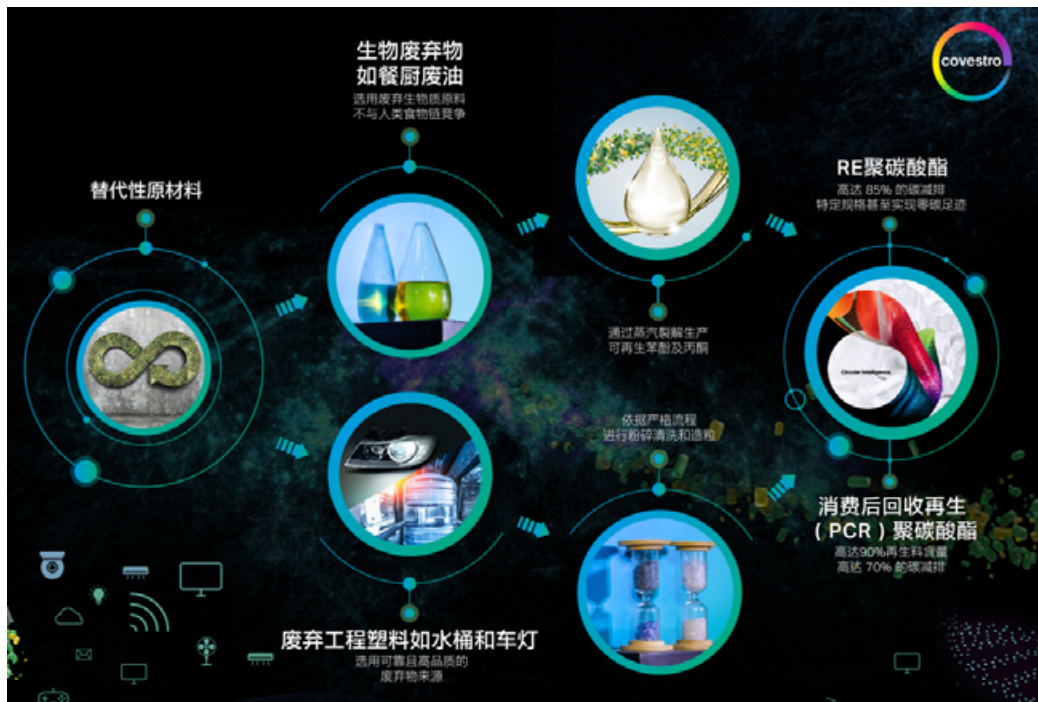 covestro
生物废弃物
如餐厨废油
选用废弃生物质原料
不与人类食物链竞争
替代性原材料
RE聚碳酸酯
高达 85% 的碳减排
特定规格甚至实现零碳足迹
通过蒸汽裂解生产
可再生苯酚及丙酮
Circular Intelligence
依据严格流程
进行粉碎清洗和造粒
消费后回收再生
（PCR）聚碳酸酯
高达90%再生料含量
高达 70% 的碳减排
废弃工程塑料如水桶和车灯
选用可靠且高品质的
废弃物来源